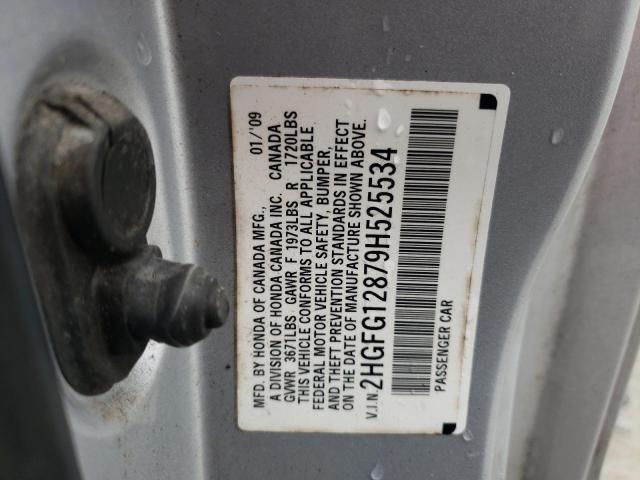 MFD. BY HONDA OF CANADA MFG., 01/'09
A DIVISION OF HONDA CANADA INC. CANADA
GVWR 3671LBS GAWR F 1973LBS R 1720LBS
THIS VEHICLE CONFORMS TO ALL APPLICABLE
FEDERAL MOTOR VEHICLE SAFETY, BUMPER,
AND THEFT PREVENTION STANDARDS IN EFFECT
ON THE DATE OF MANUFACTURE SHOWN ABOVE.
V.I.N. 2HGFG12879H525534
PASSENGER CAR